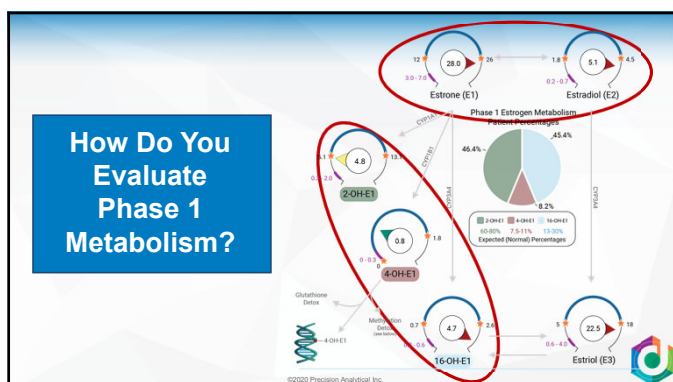 How Do You
Evaluate
Phase 1
Metabolism?
12
28.0
26
3.0 - 7.0
Estrone (E1)
1.8
5.1
4.5
0.2 - 0.7
Estradiol (E2)
Phase 1 Estrogen Metabolism
Patient Percentages
46.4%
45.4%
8.2%
2-OH-E1 4-OH-E1 16-OH-E1
60-80% 7.5-11% 13-30%
Expected (Normal) Percentages
CYP1A1
CYP1B1
CYP3A4
CYP3A4
4.8
2-OH-E1
0.8
1.8
0 - 0.3
0
4-OH-E1
Glutathione
Detox
Methylation
Detox
4-OH-E1
0.7
4.7
2.6
16-OH-E1
5
22.5
18
0.6 - 4.0
Estriol (E3)
©2020 Precision Analytical Inc.